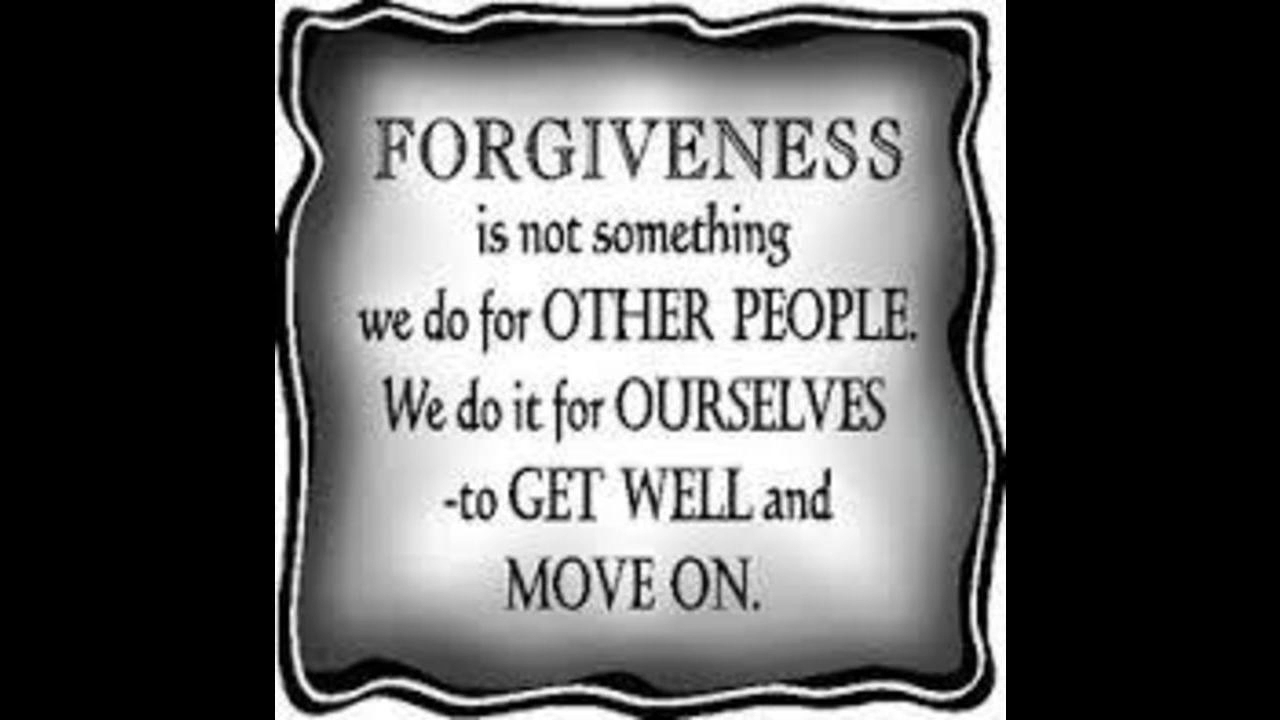 FORGIVENESS
is not something
we do for OTHER PEOPLE.
We do it for OURSELVES
-to GET WELL and
MOVE ON.